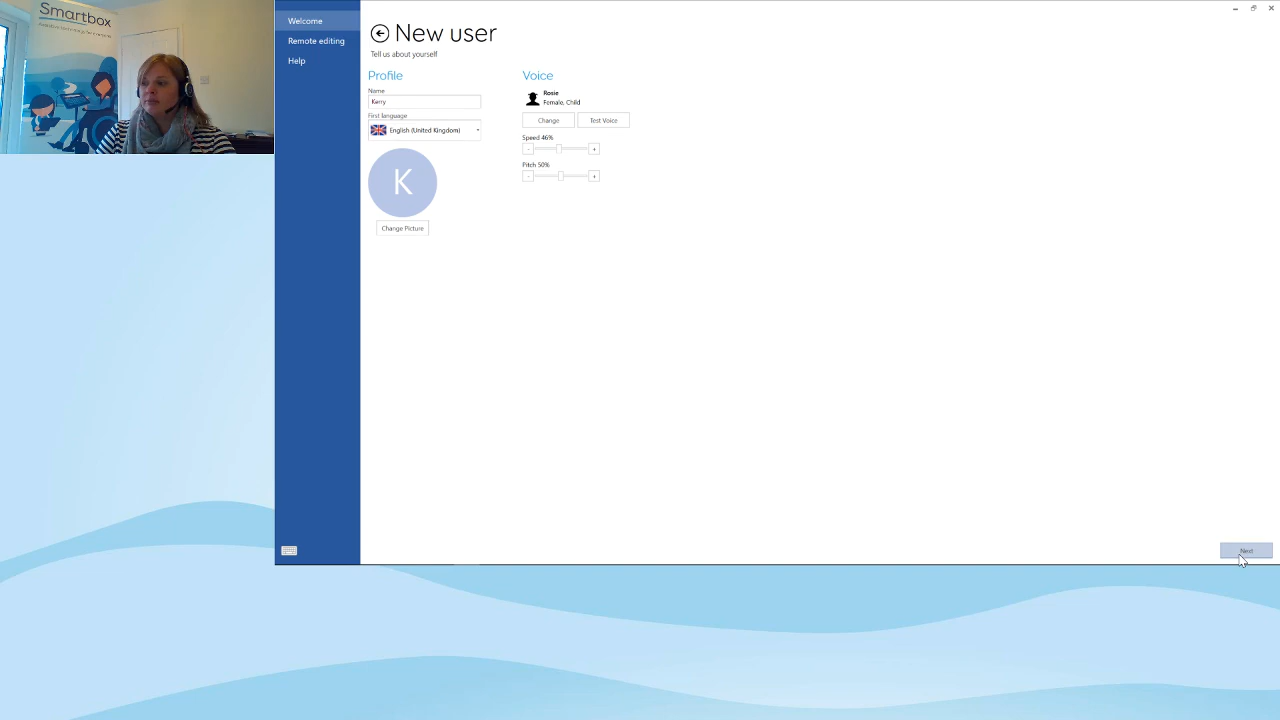 Smartbox
Welcome
Remote editing
Help
New user
Tell us about yourself
Profile
Name
Kerry
First language
English (United Kingdom)
K
Change Picture
Voice
Rosie
Female, Child
Change
Test Voice
Speed 46%
-
+
Pitch 50%
-
+
Next